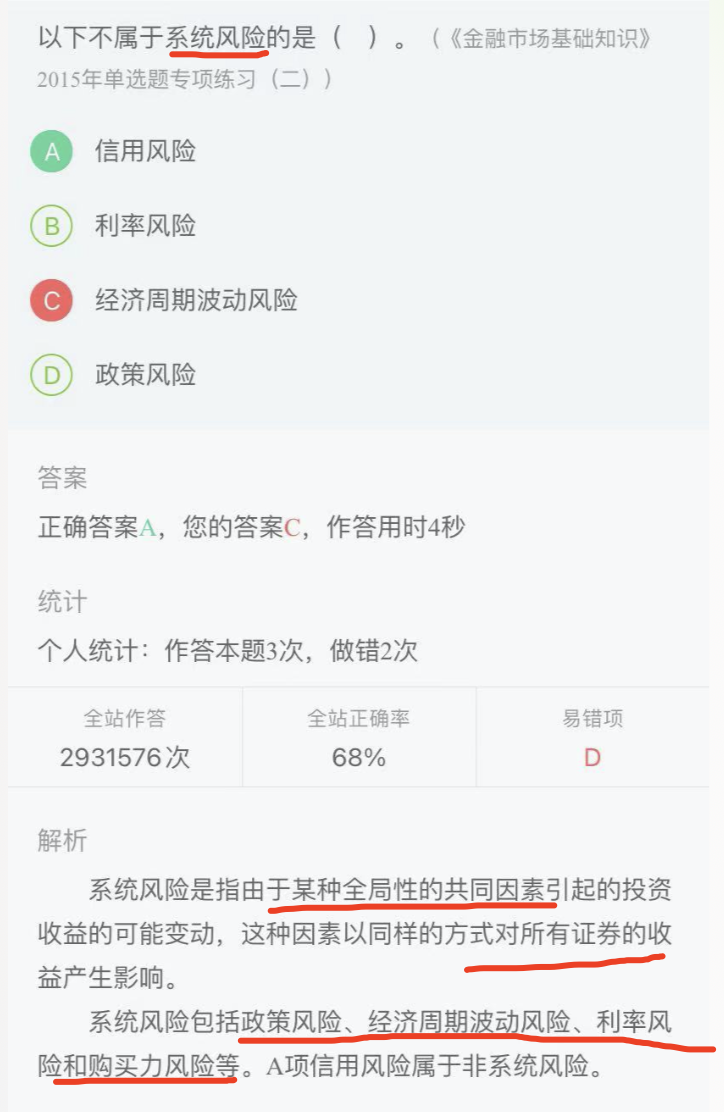 以下不属于系统风险的是（　）。（《金融市场基础知识》
2015年单选题专项练习（二））
A 信用风险
B 利率风险
C 经济周期波动风险
D 政策风险
答案
正确答案A，您的答案C，作答用时4秒
统计
个人统计：作答本题3次，做错2次
全站作答 全站正确率 易错项
2931576次 68% D
解析
系统风险是指由于某种全局性的共同因素引起的投资
收益的可能变动，这种因素以同样的方式对所有证券的收
益产生影响。
系统风险包括政策风险、经济周期波动风险、利率风
险和购买力风险等。A项信用风险属于非系统风险。